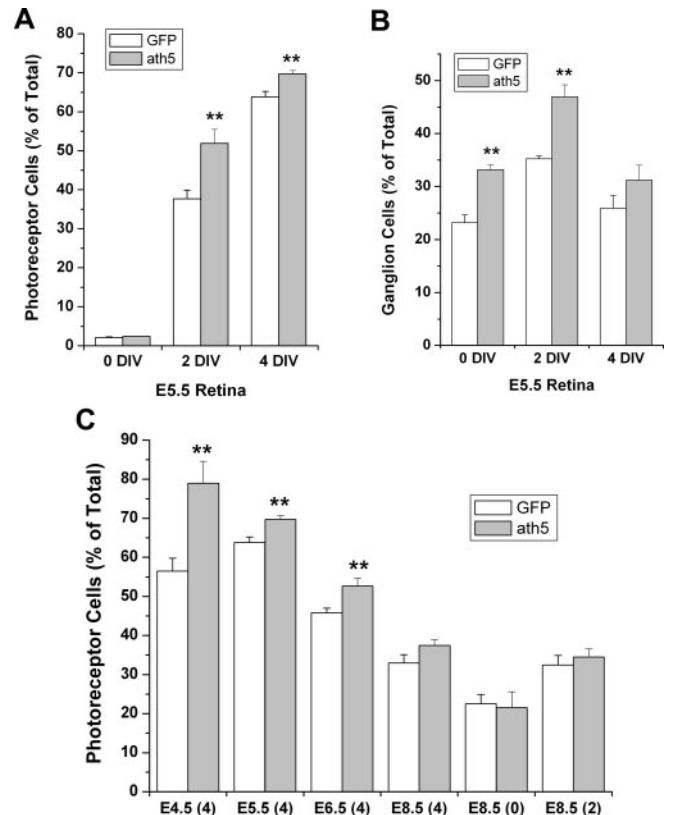 A
GFP
ath5
Photoreceptor Cells (% of Total)
80
70
60
50
40
30
20
10
0
**
**
0 DIV 2 DIV 4 DIV
E5.5 Retina
B
GFP
ath5
Ganglion Cells (% of Total)
50
40
30
20
10
0
**
**
0 DIV 2 DIV 4 DIV
E5.5 Retina
C
GFP
ath5
Photoreceptor Cells (% of Total)
90
80
70
60
50
40
30
20
10
0
**
**
**
E4.5 (4) E5.5 (4) E6.5 (4) E8.5 (4) E8.5 (0) E8.5 (2)